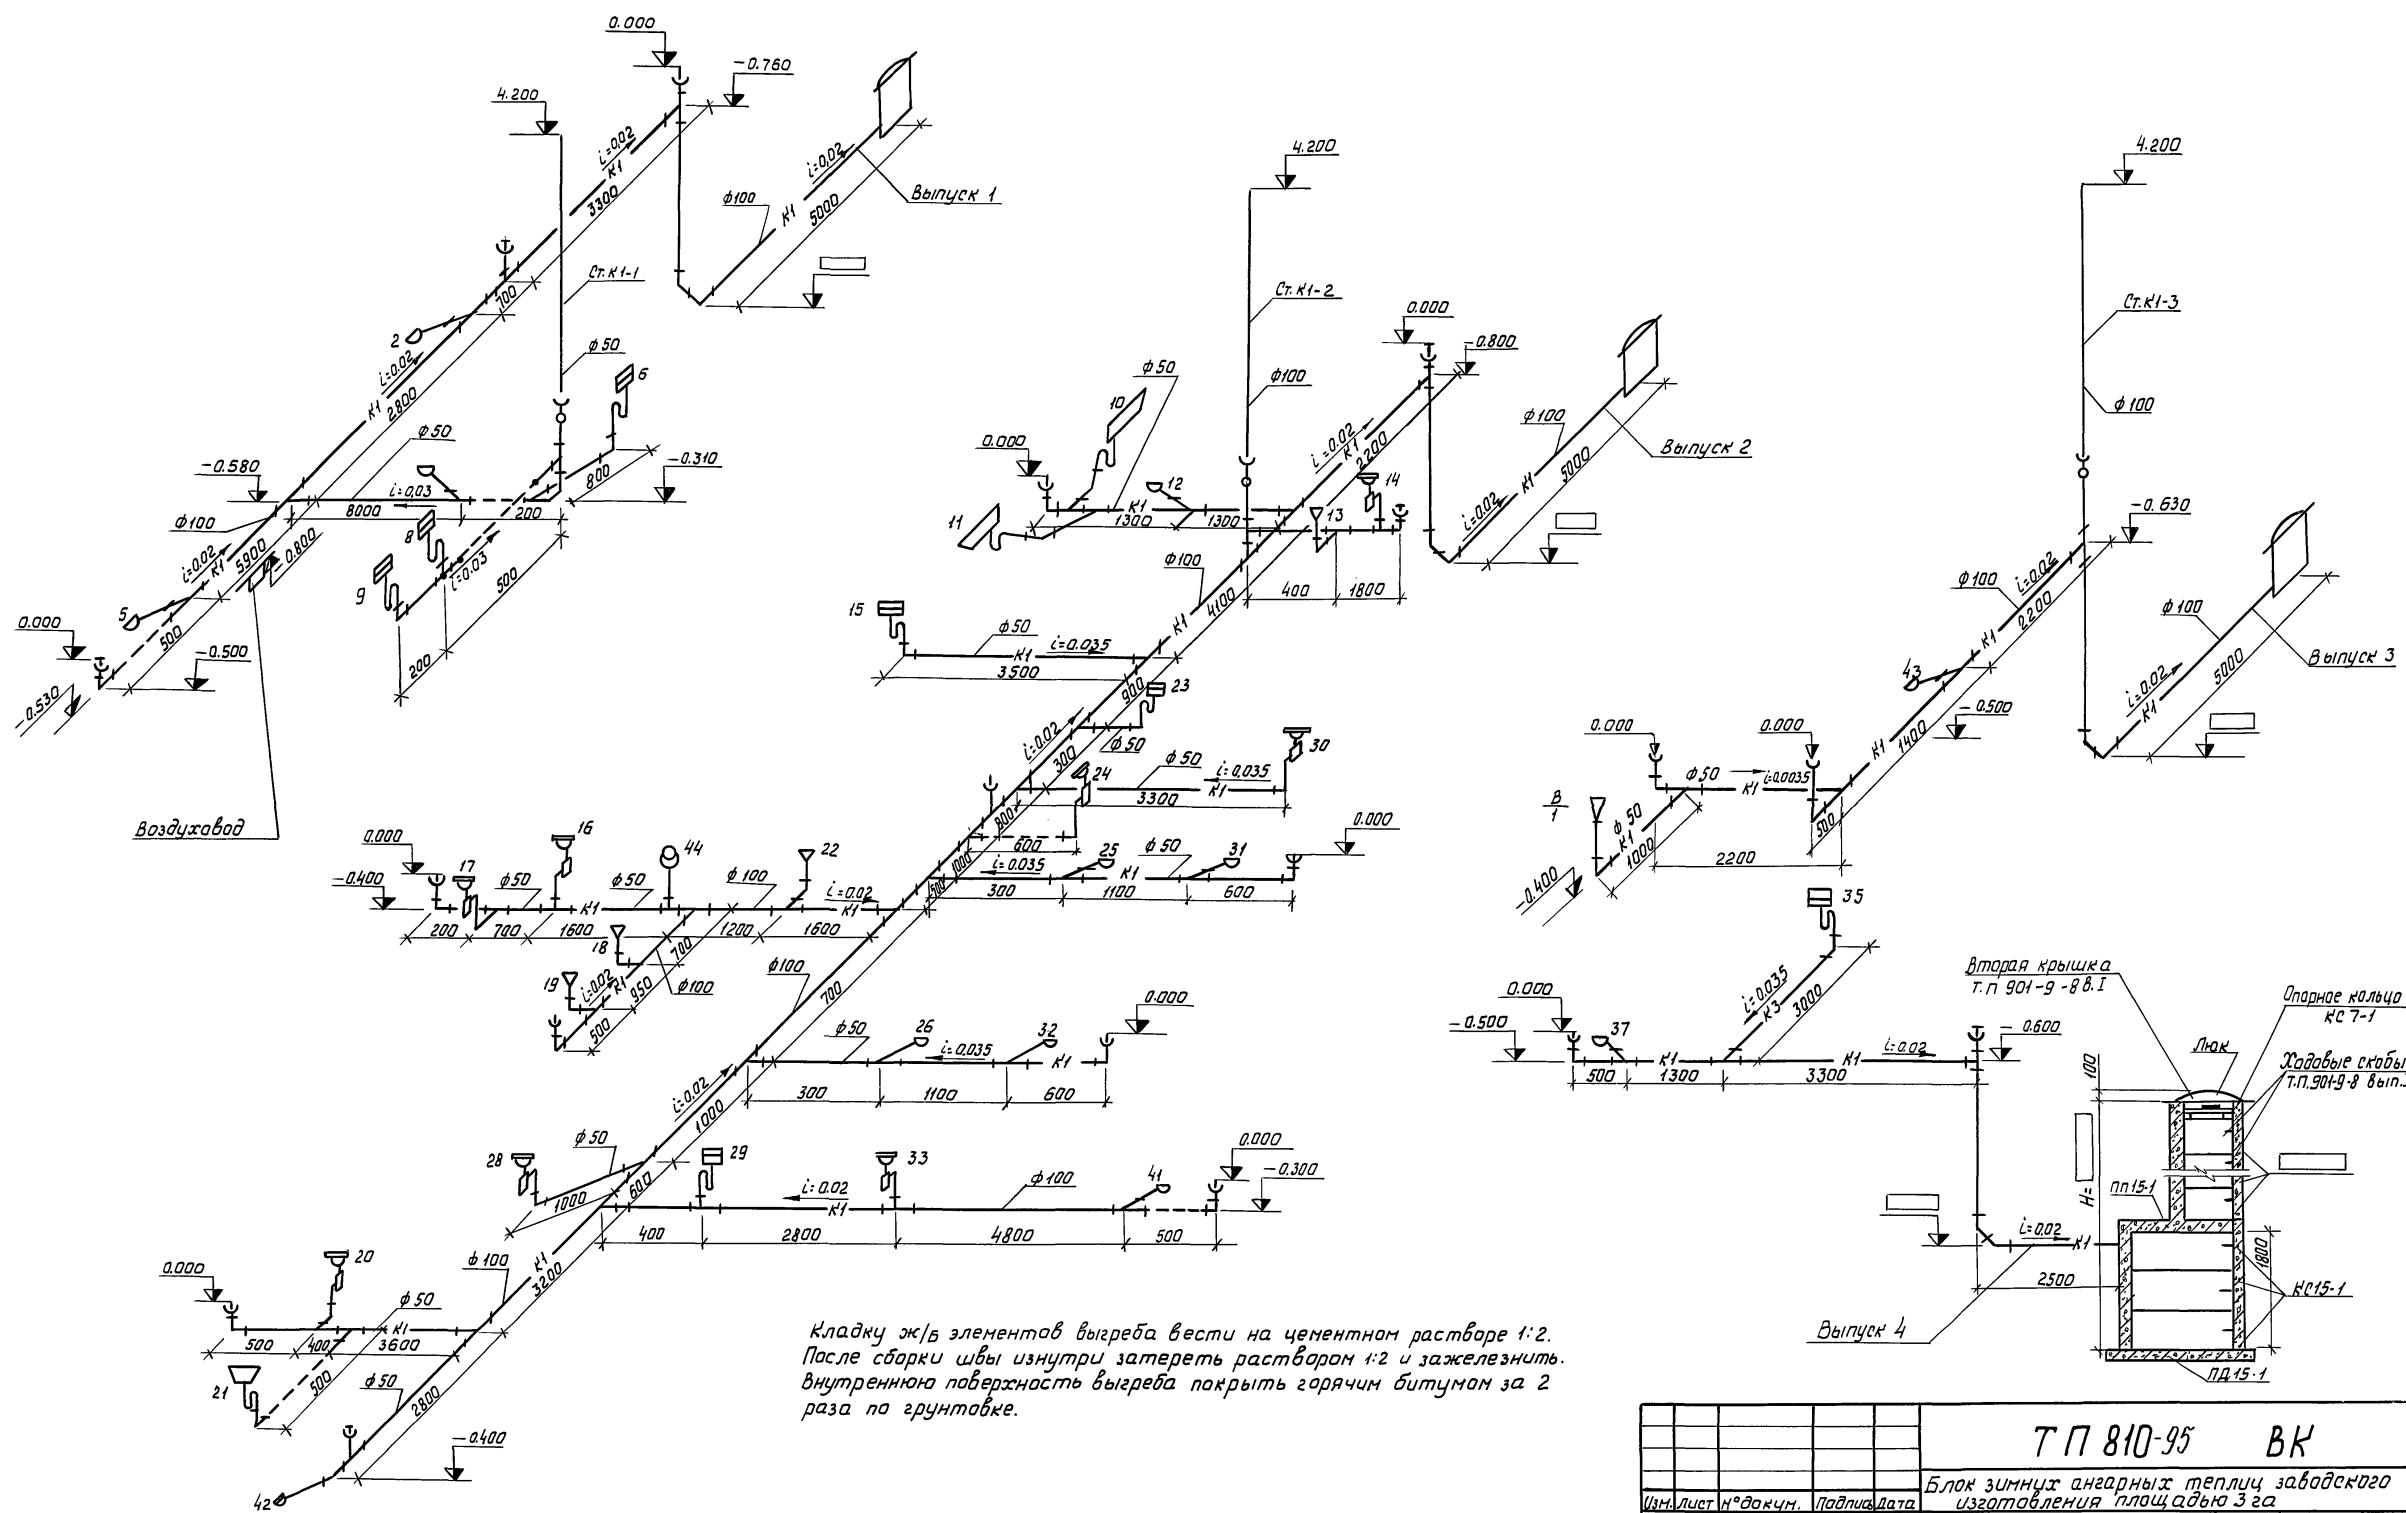 0.000
-0.760
4.200
i=0,02
К1
3300
i=0,02
К1
5000
ф100
Выпуск 1
Ст.К1-1
700
2
ф50
i=0.02
К1
2800
6
ф50
-0.580
i=0,03
8000
200
800
-0.310
ф100
8
9
i=0.03
500
200
i=0.02
К1
5900
-0.800
5
500
0.000
-0.500
-0.530
Воздуховод
4.200
Ст.К1-2
0.000
-0.800
ф50
ф100
10
0.000
i=0.02
К1
2200
ф100
5000
Выпуск 2
i=0.02
К1
12
14
11
К1
1300
1300
13
ф100
400
1800
4100
К1
15
ф50
i=0.035
К1
3500
900
23
i=0.02
ф50
300
24
30
ф50
i=0,035
К1
3300
800
600
1000
500
i=0.035
25
ф50
31
0.000
К1
300
1100
600
0.000
-0.400
17
16
44
22
ф50
ф50
ф100
i=0.02
К1
К1
200
700
1600
1200
1600
18
700
19
i=0.02
К1
950
ф100
500
ф100
700
0.000
ф50
26
i=0.035
32
К1
300
1100
600
i=0.02
1000
ф50
28
1000
600
29
33
41
0.000
-0.300
i=0.02
К1
ф100
400
2800
4800
500
20
0.000
ф50
ф100
К1
3200
К1
500
400
3600
21
500
ф50
2800
-0.400
42
4.200
Ст.К1-3
ф100
-0.630
ф100
i=0.02
К1
2200
ф100
i=0.02
К1
5000
Выпуск 3
43
-0.500
К1
1400
0.000
0.000
ф50
i=0.0035
К1
В
1
ф50
К1
1000
500
2200
-0.400
35
i=0.035
К3
3000
0.000
-0.500
37
К1
К1
i=0.02
-0.600
500
1300
3300
i=0.02
К1
2500
Выпуск 4
Вторая крышка
т.п 901-9-8 в.I
Опорное кольцо
КС 7-1
Люк
Ходовые скобы
Т.П.901-9-8 вып.
100
Н=
ПП15-1
1800
КС15-1
ПД15-1
Кладку ж/б элементов выгреба вести на цементном растворе 1:2.
После сборки швы изнутри затереть раствором 1:2 и зажелезнить.
Внутреннюю поверхность выгреба покрыть горячим битумом за 2
раза по грунтовке.
ТП 810-95 ВК
Блок зимних ангарных теплиц заводского
изготовления площадью 3 га
Изм. Лист № докум. Подпись Дата